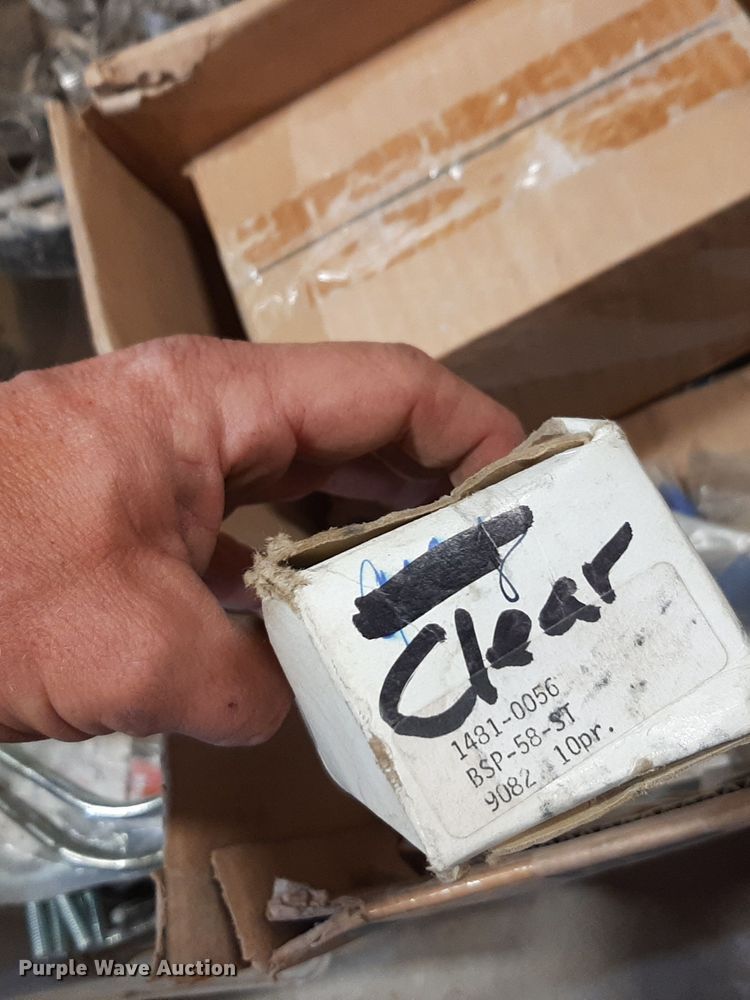 Clear
1481-0056
BSP-58-ST
9082 10pr.
Purple Wave Auction